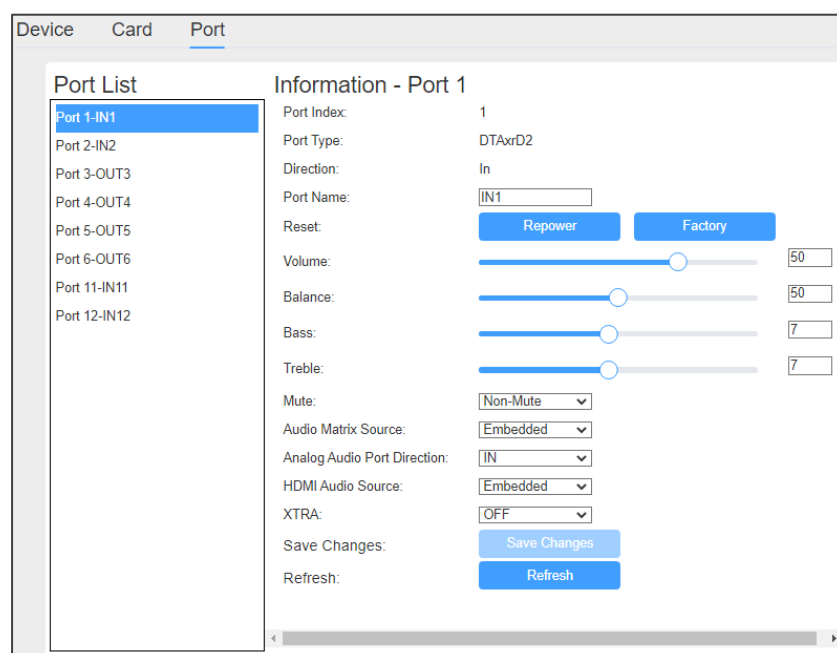 Device Card Port
Port List
Port 1-IN1
Port 2-IN2
Port 3-OUT3
Port 4-OUT4
Port 5-OUT5
Port 6-OUT6
Port 11-IN11
Port 12-IN12
Information - Port 1
Port Index: 1
Port Type: DTAxrD2
Direction: In
Port Name: IN1
Reset: Repower Factory
Volume: 50
Balance: 50
Bass: 7
Treble: 7
Mute: Non-Mute
Audio Matrix Source: Embedded
Analog Audio Port Direction: IN
HDMI Audio Source: Embedded
XTRA: OFF
Save Changes: Save Changes
Refresh: Refresh